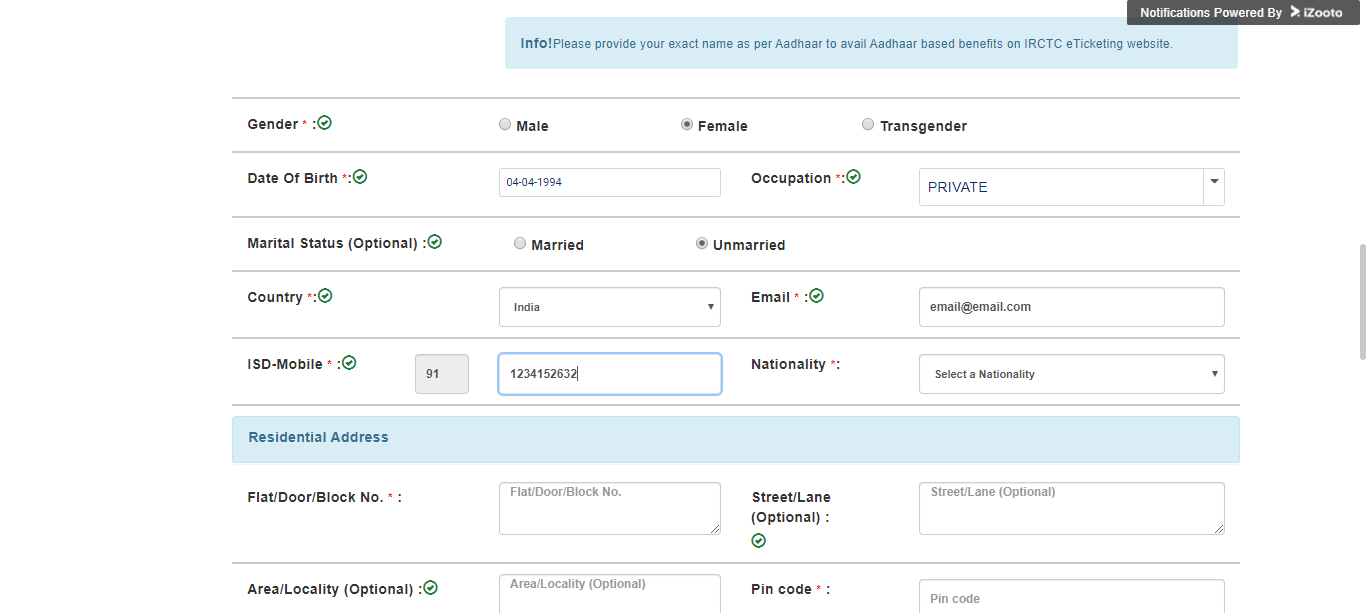 Notifications Powered By iZooto
Info!Please provide your exact name as per Aadhaar to avail Aadhaar based benefits on IRCTC eTicketing website.
Gender * : Male Female Transgender
Date Of Birth *: 04-04-1994 Occupation *: PRIVATE
Marital Status (Optional) : Married Unmarried
Country *: India Email * : email@email.com
ISD-Mobile * : 91 1234152632 Nationality *: Select a Nationality
Residential Address
Flat/Door/Block No. * : Flat/Door/Block No. Street/Lane Street/Lane (Optional)
(Optional) :
Area/Locality (Optional) : Area/Locality (Optional) Pin code * : Pin code